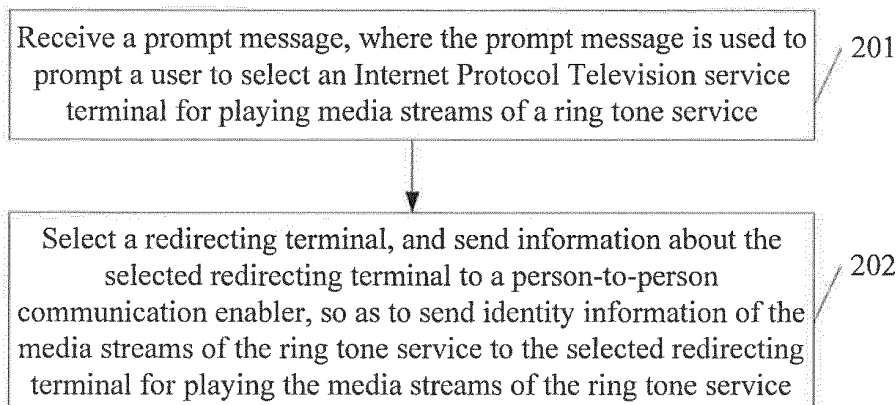 Receive a prompt message, where the prompt message is used to
prompt a user to select an Internet Protocol Television service
terminal for playing media streams of a ring tone service
201
Select a redirecting terminal, and send information about the
selected redirecting terminal to a person-to-person
communication enabler, so as to send identity information of the
media streams of the ring tone service to the selected redirecting
terminal for playing the media streams of the ring tone service
202